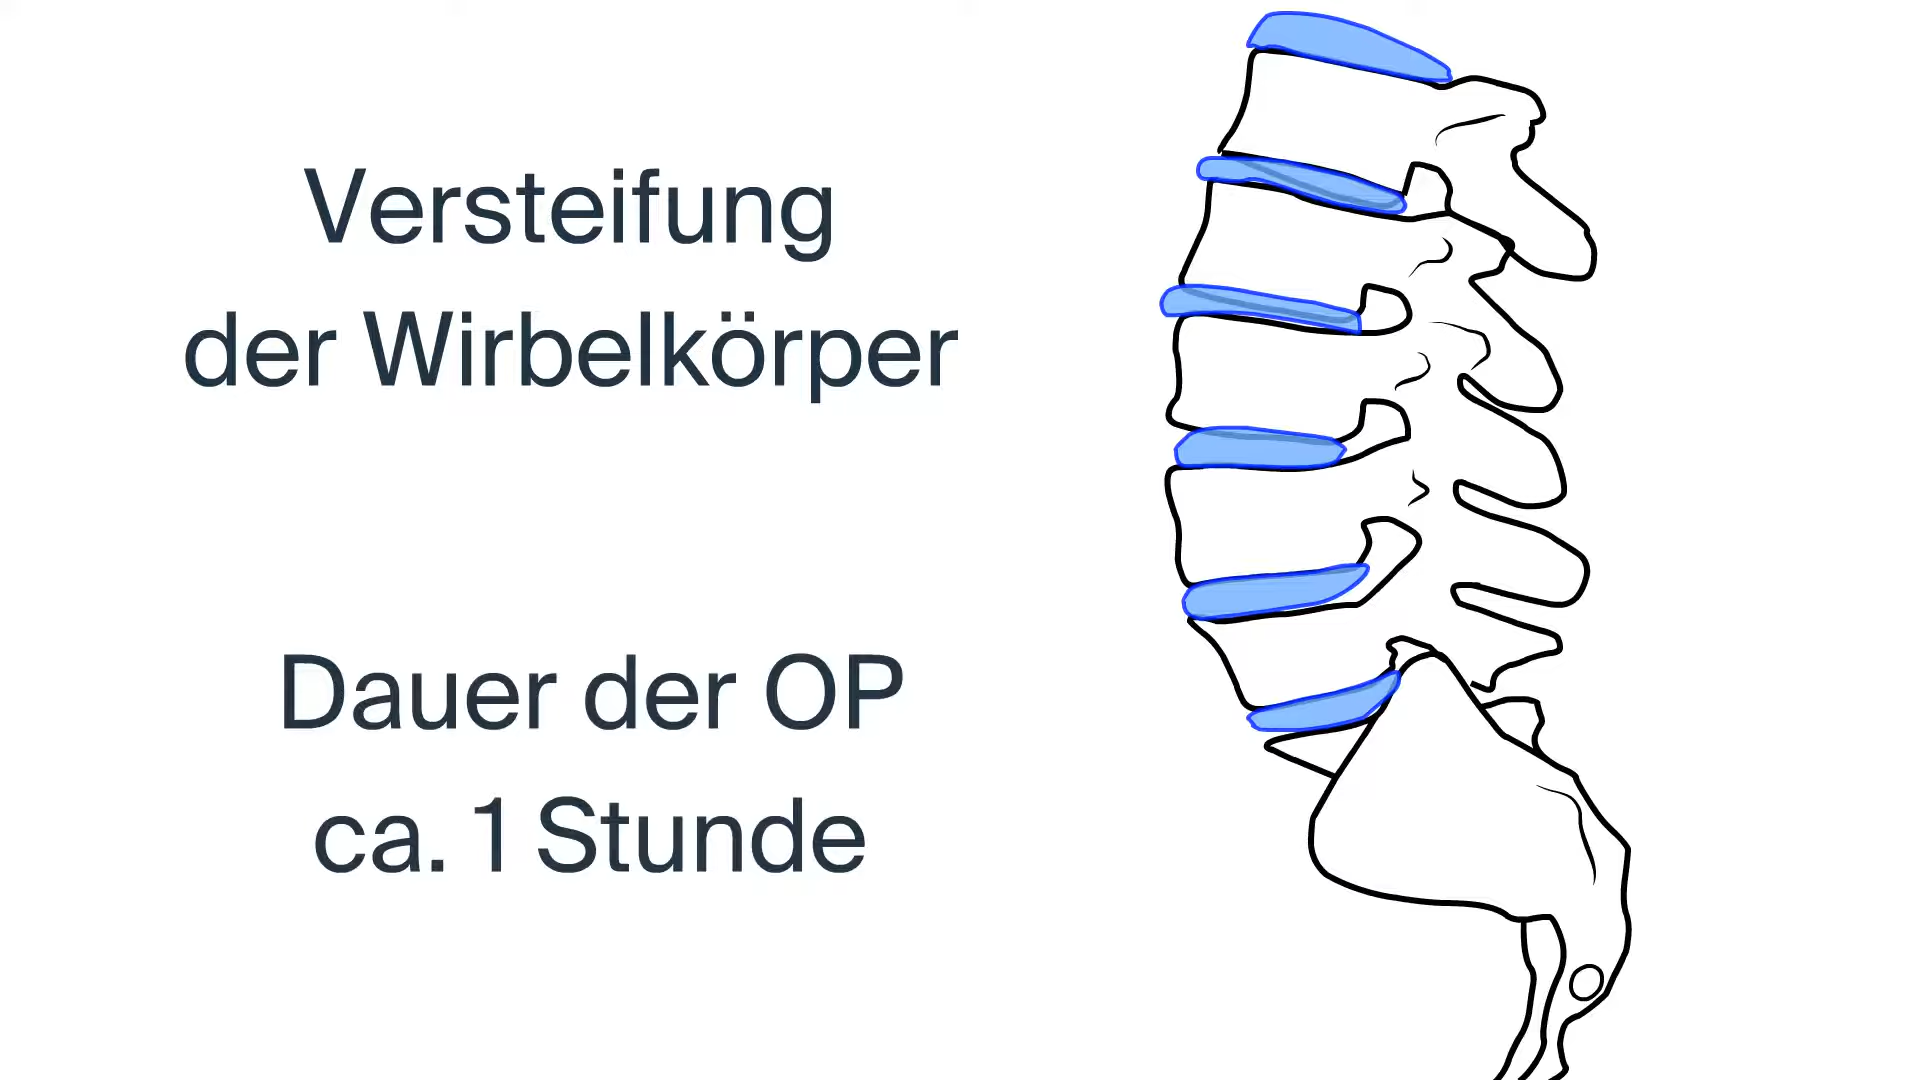 Versteifung
der Wirbelkörper
Dauer der OP
ca. 1 Stunde